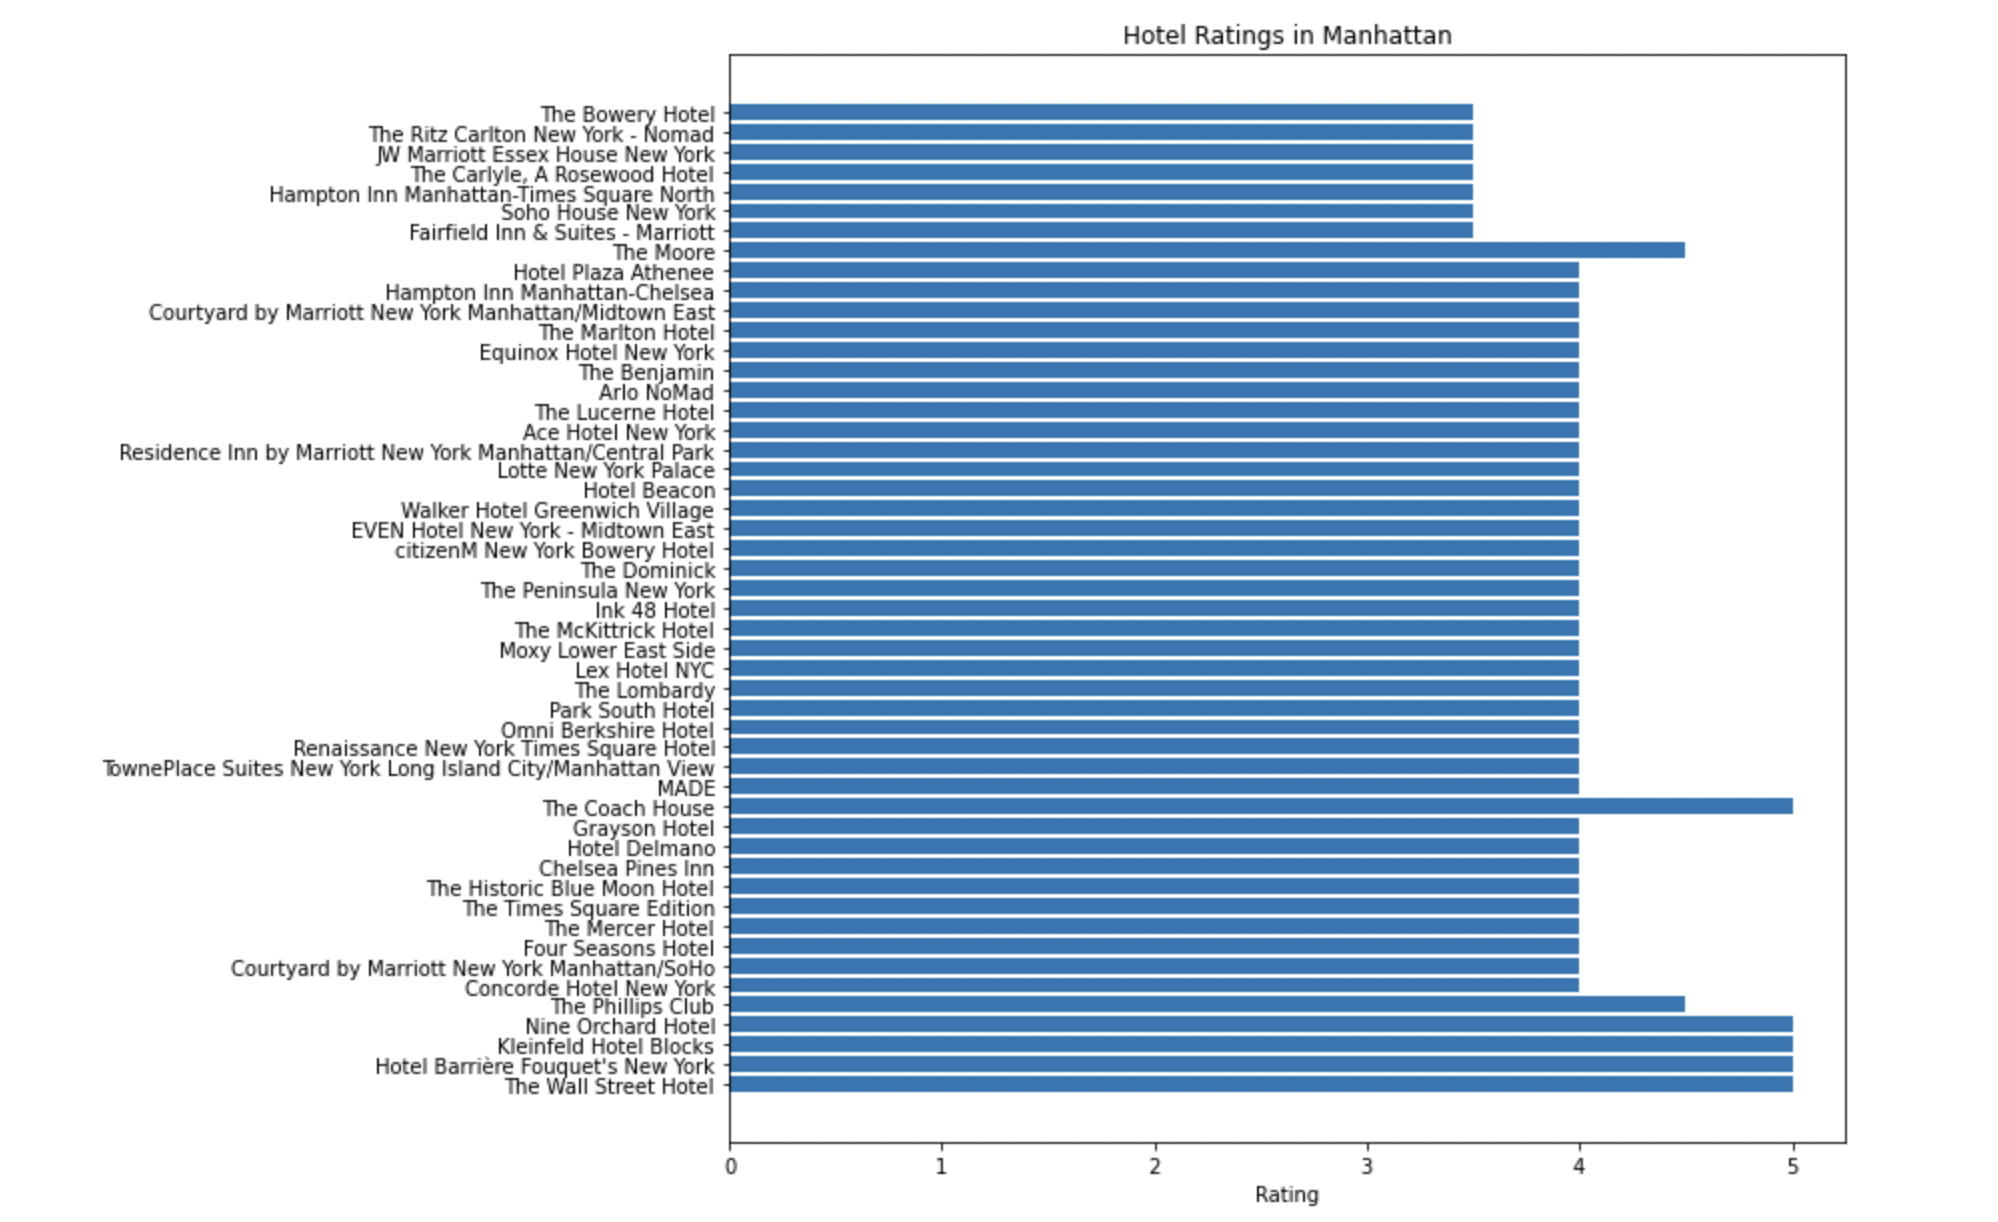 Hotel Ratings in Manhattan
The Bowery Hotel
The Ritz Carlton New York - Nomad
JW Marriott Essex House New York
The Carlyle, A Rosewood Hotel
Hampton Inn Manhattan-Times Square North
Soho House New York
Fairfield Inn & Suites - Marriott
The Moore
Hotel Plaza Athenee
Hampton Inn Manhattan-Chelsea
Courtyard by Marriott New York Manhattan/Midtown East
The Marlton Hotel
Equinox Hotel New York
The Benjamin
Arlo NoMad
The Lucerne Hotel
Ace Hotel New York
Residence Inn by Marriott New York Manhattan/Central Park
Lotte New York Palace
Hotel Beacon
Walker Hotel Greenwich Village
EVEN Hotel New York - Midtown East
citizenM New York Bowery Hotel
The Dominick
The Peninsula New York
Ink 48 Hotel
The McKittrick Hotel
Moxy Lower East Side
Lex Hotel NYC
The Lombardy
Park South Hotel
Omni Berkshire Hotel
Renaissance New York Times Square Hotel
TownePlace Suites New York Long Island City/Manhattan View
MADE
The Coach House
Grayson Hotel
Hotel Delmano
Chelsea Pines Inn
The Historic Blue Moon Hotel
The Times Square Edition
The Mercer Hotel
Four Seasons Hotel
Courtyard by Marriott New York Manhattan/SoHo
Concorde Hotel New York
The Phillips Club
Nine Orchard Hotel
Kleinfeld Hotel Blocks
Hotel Barrière Fouquet's New York
The Wall Street Hotel
0 1 2 3 4 5
Rating